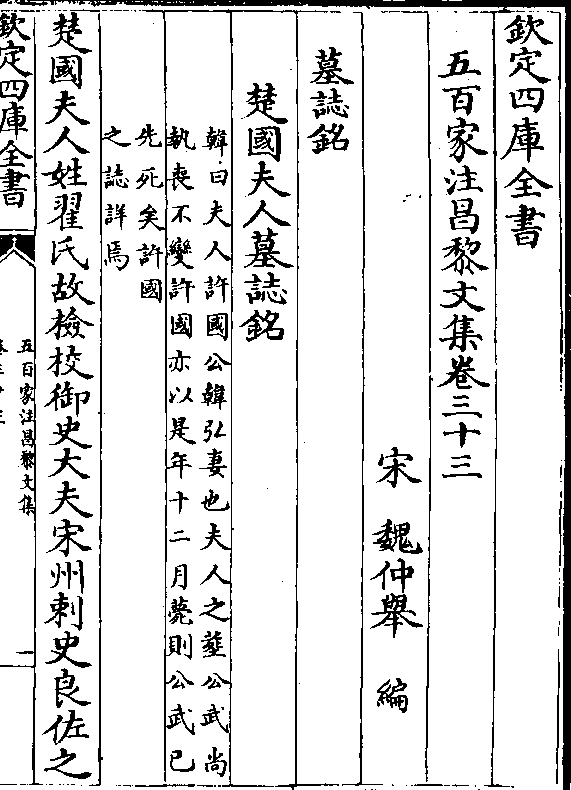 欽定四庫全書
五百家注昌黎文集卷三十三
宋 魏仲舉 編
墓誌銘
楚國夫人墓誌銘
韓曰夫人許國公韓弘妻也夫人之塟公武尚
執喪不變許國亦以是年十二月薨則公武已
先死矣許國
之誌詳焉
楚國夫人姓翟氏故檢校御史大夫宋州刺史良佐之
欽定四庫全書
五百家注昌黎文集
一